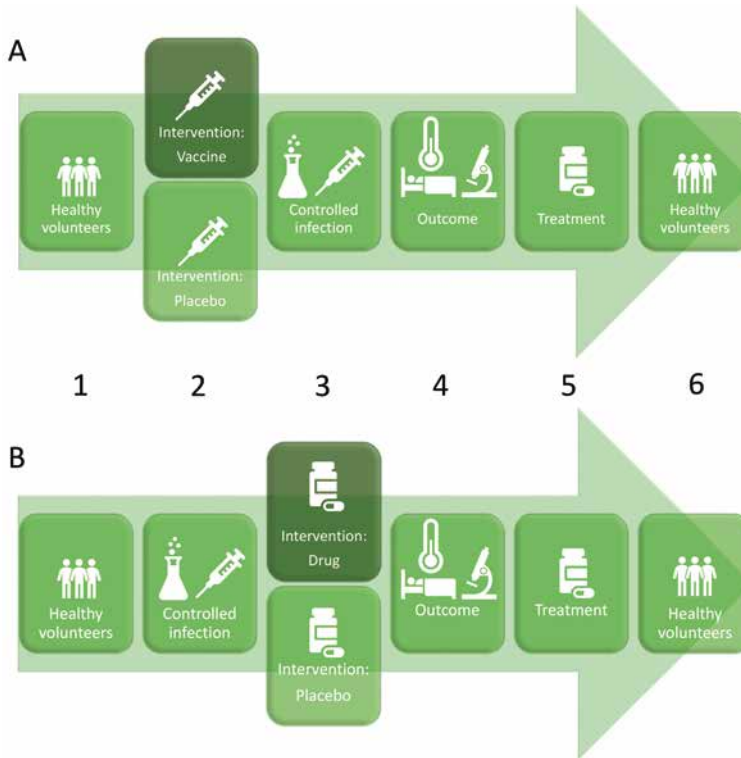 A
Healthy
volunteers
Intervention:
Vaccine
Intervention:
Placebo
Controlled
infection
Outcome
Treatment
Healthy
volunteers
1 2 3 4 5 6
B
Healthy
volunteers
Controlled
infection
Intervention:
Drug
Intervention:
Placebo
Outcome
Treatment
Healthy
volunteers